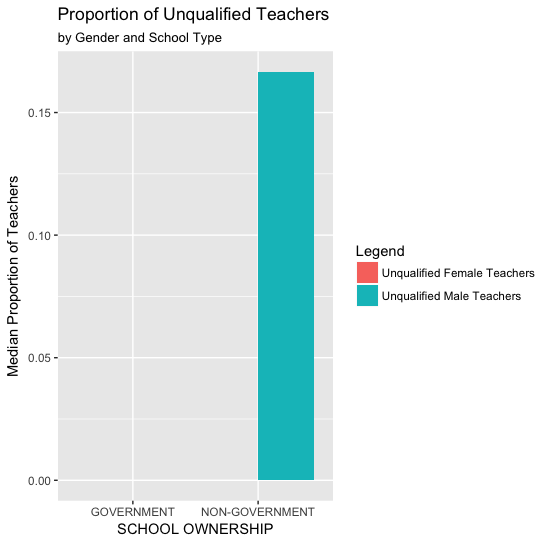 Proportion of Unqualified Teachers
by Gender and School Type
Median Proportion of Teachers
0.15
0.10
0.05
0.00
GOVERNMENT
NON-GOVERNMENT
SCHOOL OWNERSHIP
Legend
Unqualified Female Teachers
Unqualified Male Teachers